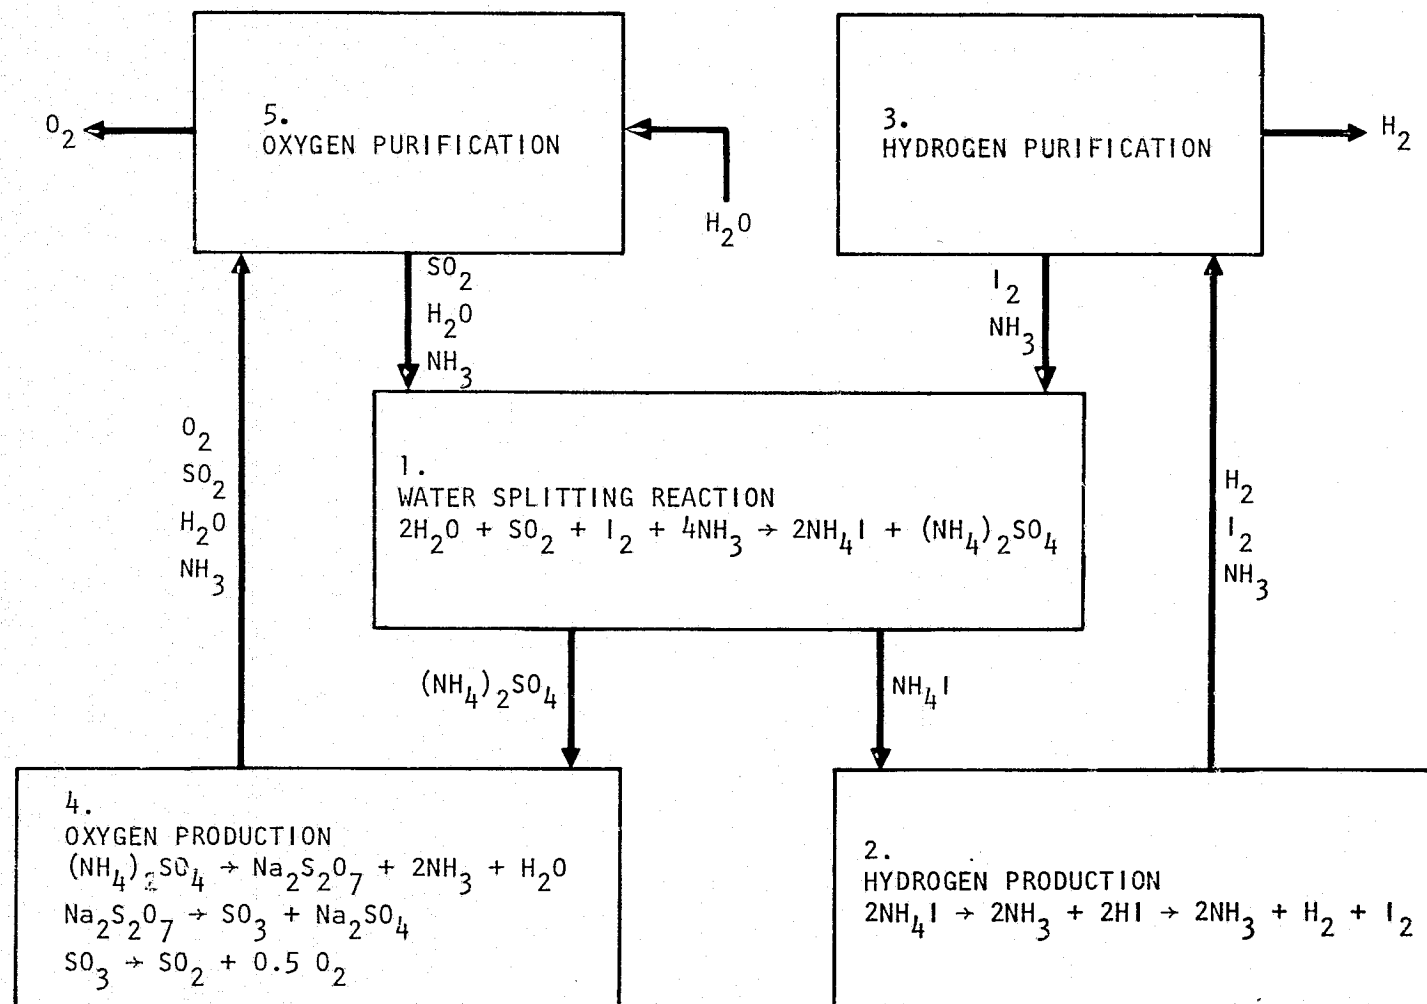 5.
OXYGEN PURIFICATION
O₂
H₂O
3.
HYDROGEN PURIFICATION
H₂
SO₂
H₂O
NH₃
I₂
NH₃
O₂
SO₂
H₂O
NH₃
1.
WATER SPLITTING REACTION
2H₂O + SO₂ + I₂ + 4NH₃ → 2NH₄I + (NH₄)₂SO₄
H₂
I₂
NH₃
(NH₄)₂SO₄
NH₄I
4.
OXYGEN PRODUCTION
(NH₄)₂SO₄ → Na₂S₂O₇ + 2NH₃ + H₂O
Na₂S₂O₇ → SO₃ + Na₂SO₄
SO₃ → SO₂ + 0.5 O₂
2.
HYDROGEN PRODUCTION
2NH₄I → 2NH₃ + 2HI → 2NH₃ + H₂ + I₂